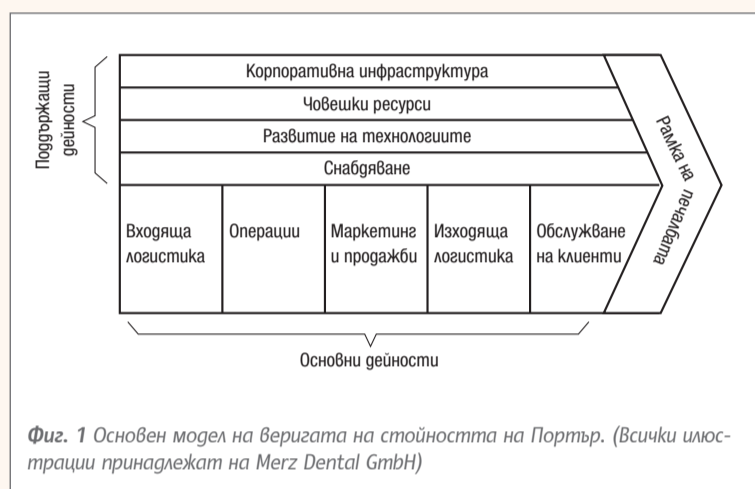 Поддържащи
дейности
Корпоративна инфраструктура
Човешки ресурси
Развитие на технологиите
Снабдяване
Рамка на печалбата
Входяща
логистика
Операции
Маркетинг
и продажби
Изходяща
логистика
Обслужване
на клиенти
Основни дейности
Фиг. 1 Основен модел на веригата на стойността на Портър. (Всички илюс-
трации принадлежат на Merz Dental GmbH)